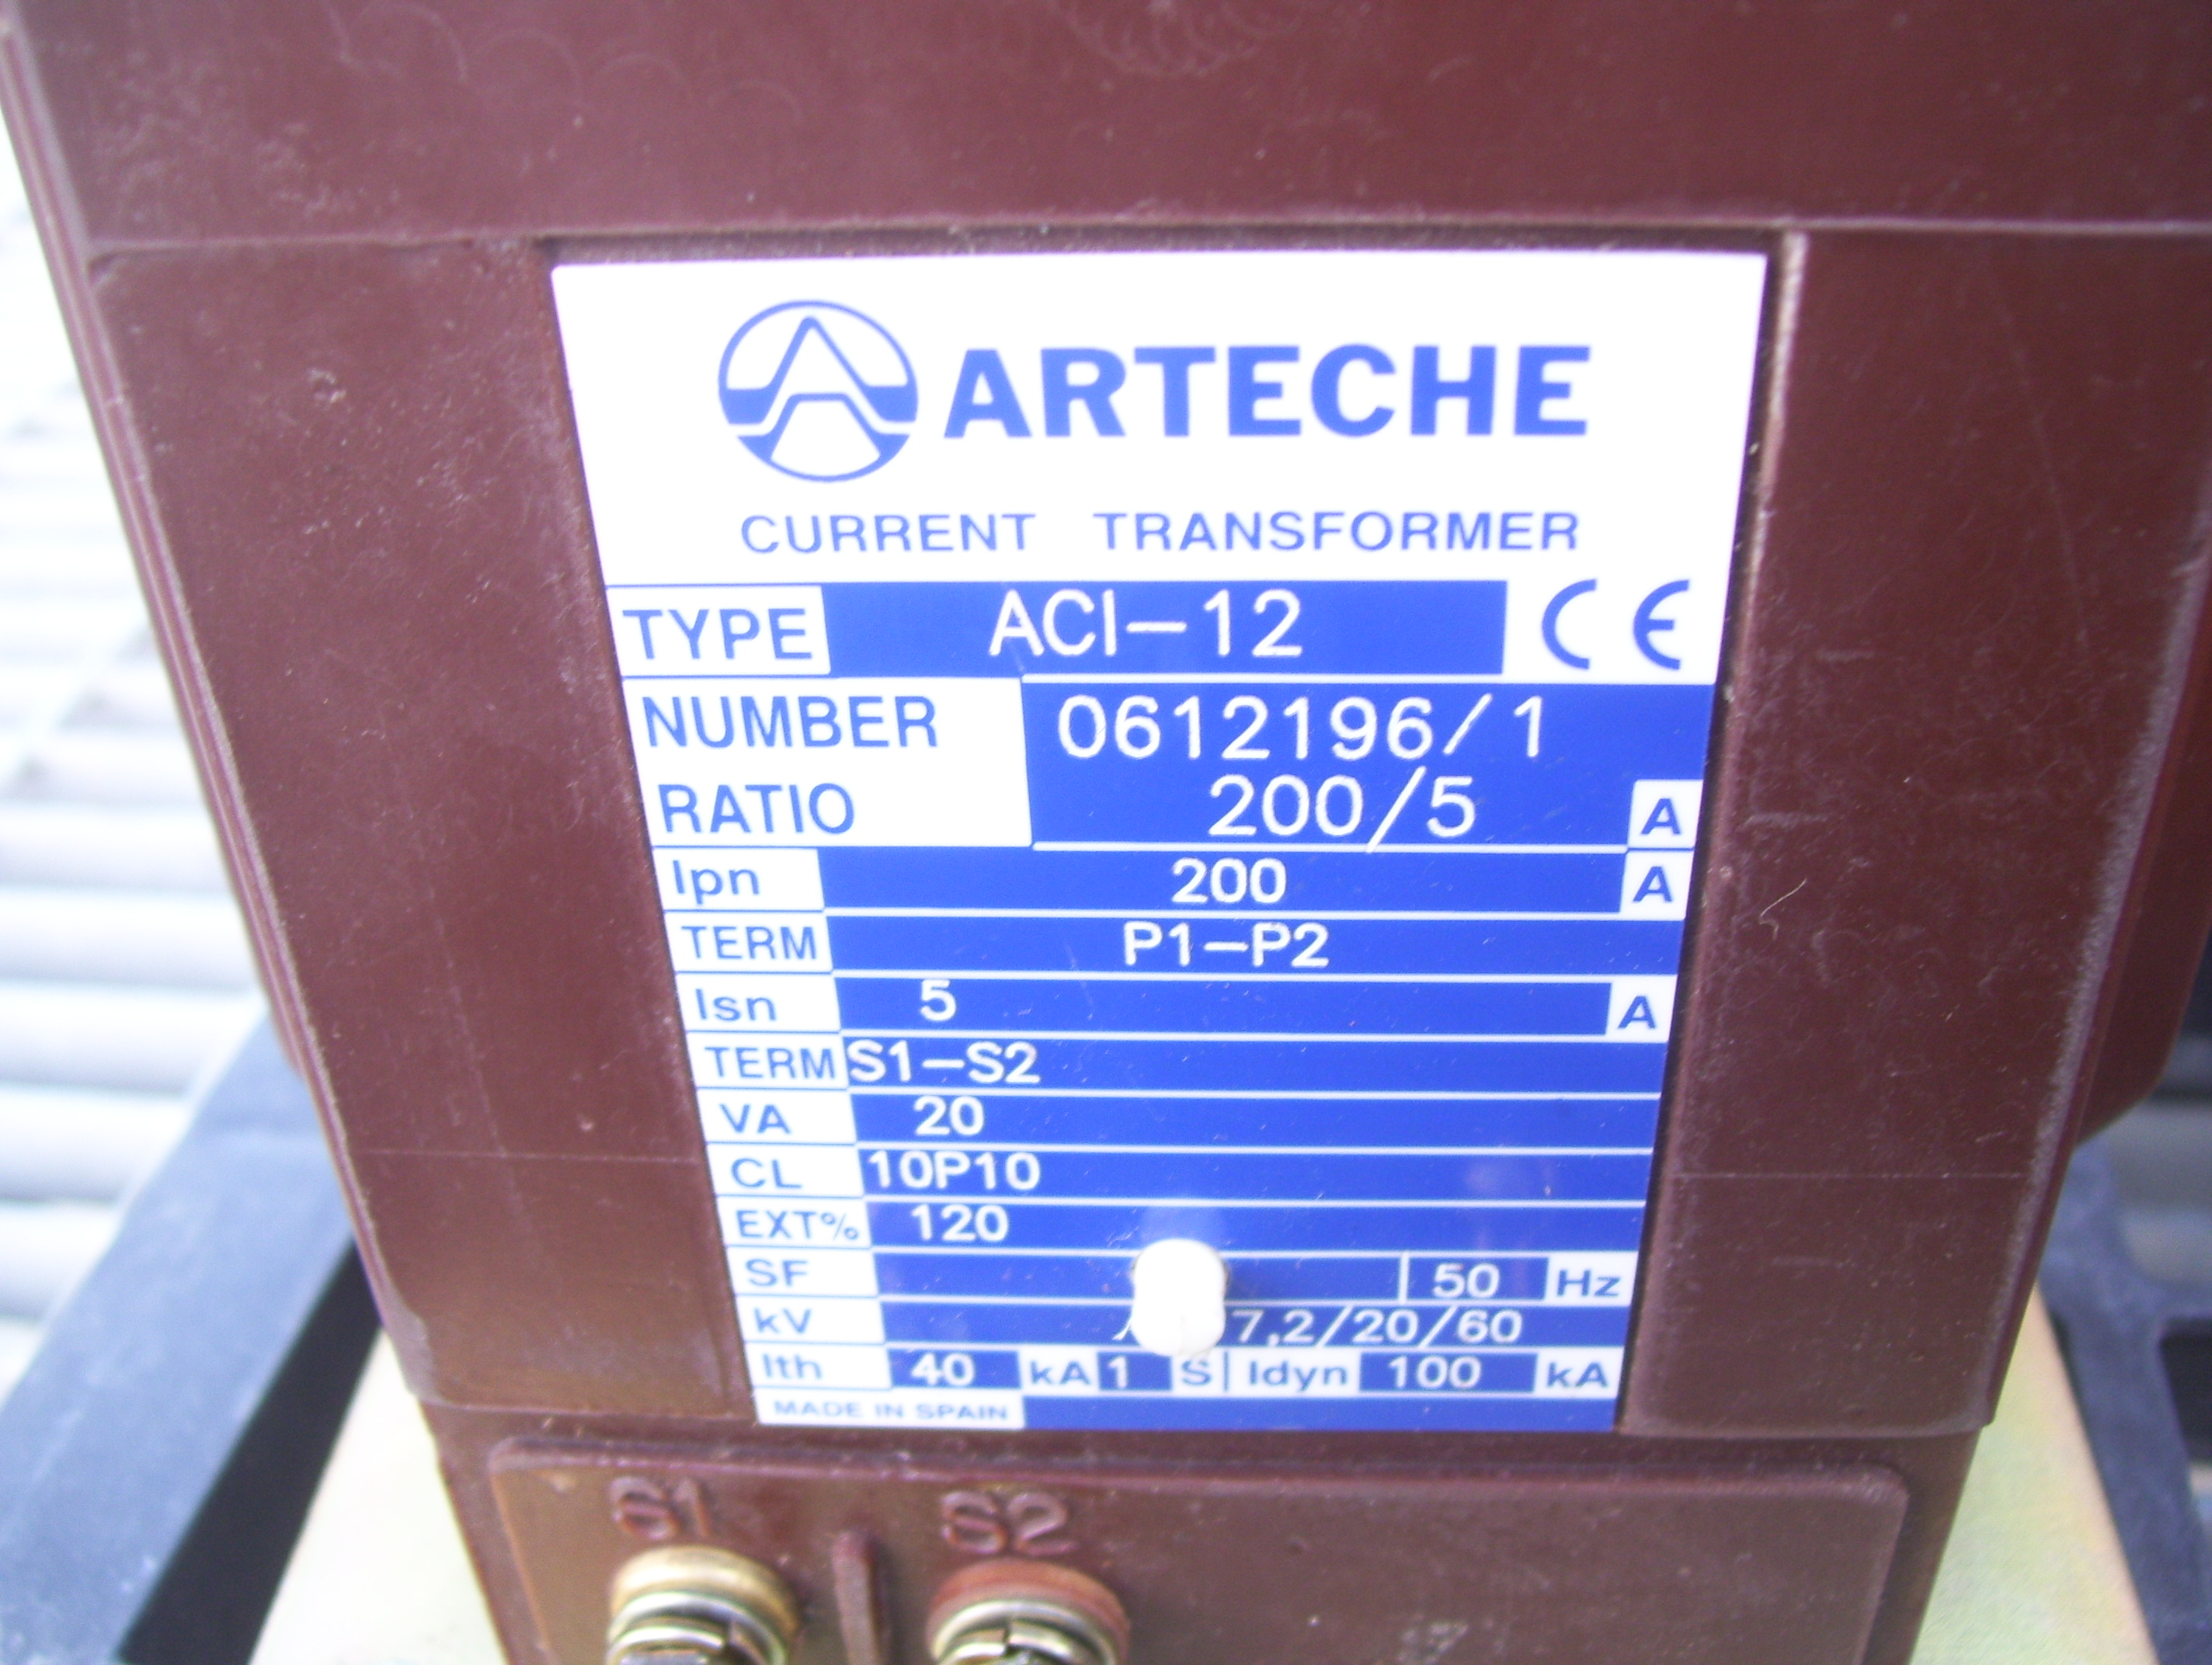 ARTECHE
CURRENT TRANSFORMER
TYPE ACI-12 CE
NUMBER 0612196/1
RATIO 200/5 A
Ipn 200 A
TERM P1-P2
Isn 5 A
TERM S1-S2
VA 20
CL 10P10
EXT% 120
SF 50 Hz
kV 7,2/20/60
Ith 40 kA 1 S Idyn 100 kA
MADE IN SPAIN
S1 S2